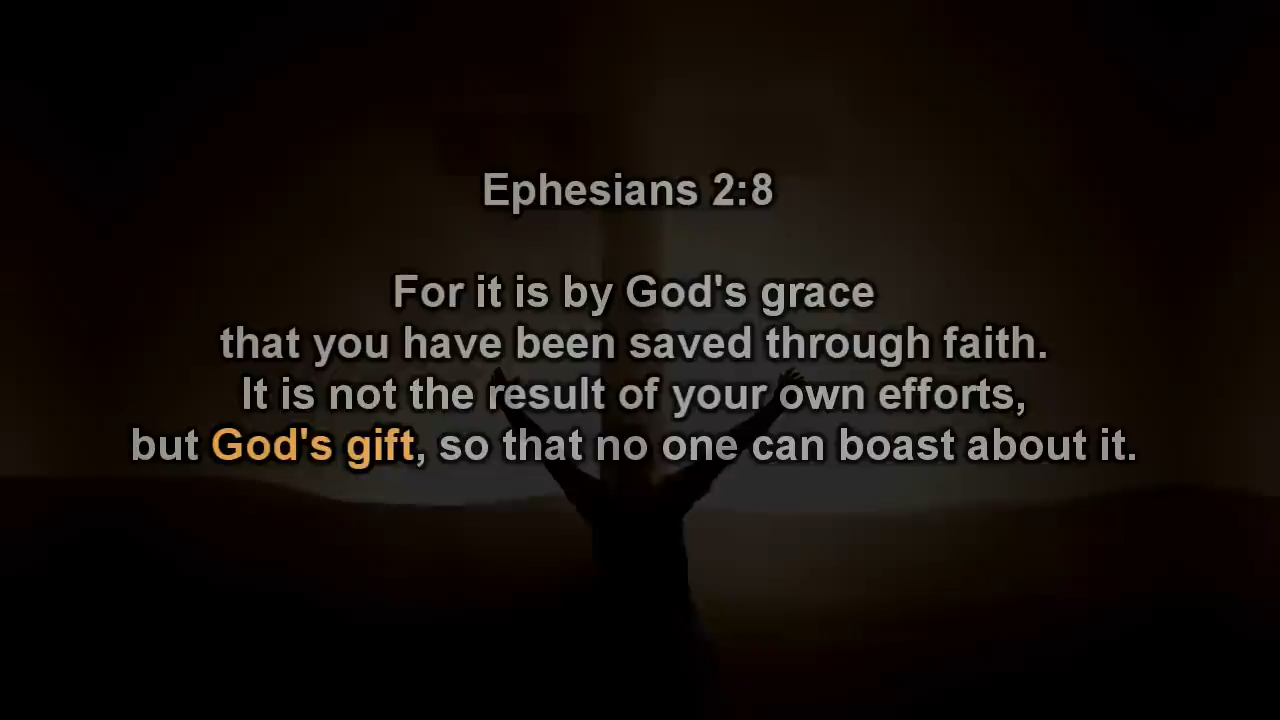 Ephesians 2:8
For it is by God's grace
that you have been saved through faith.
It is not the result of your own efforts,
but God's gift, so that no one can boast about it.